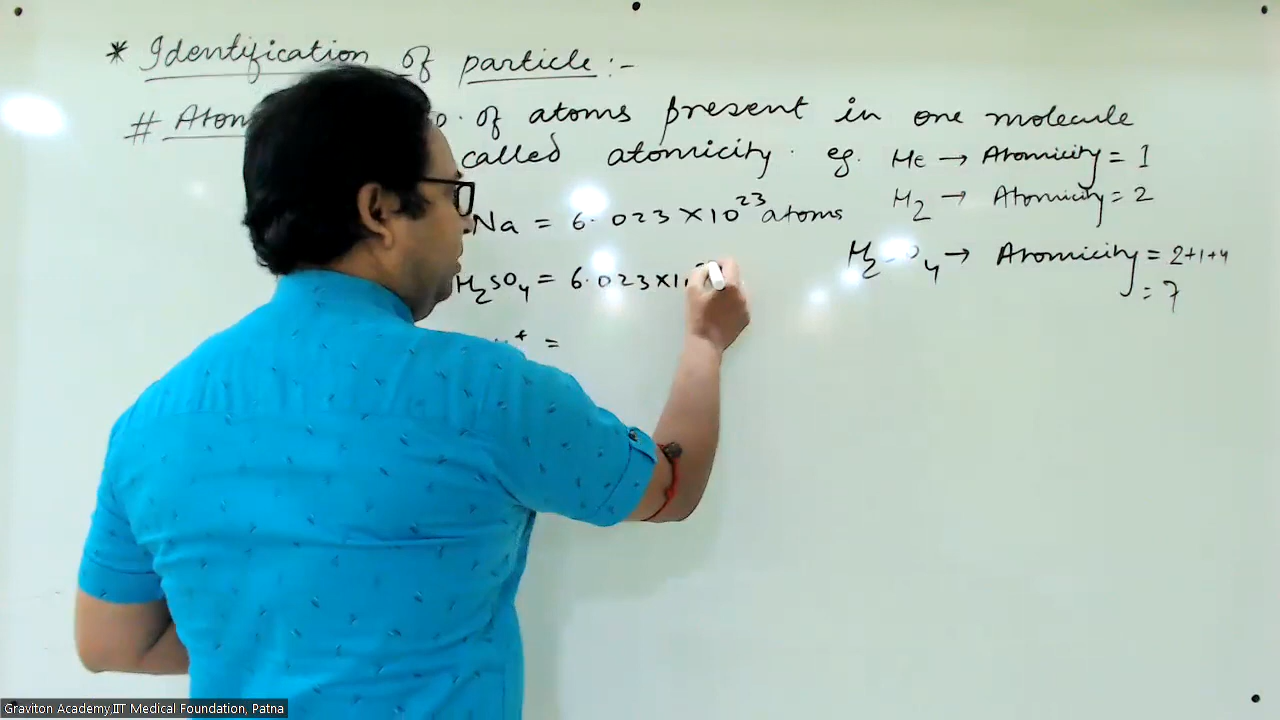 * Identification of particle :-
# Atom of atoms present in one molecule
called atomicity. eg. He → Atomicity = 1
H2 → Atomicity = 2
Na = 6.023 × 10^23 atoms
H2 O4 → Atomicity = 2+1+4
= 7
H2SO4 = 6.023 × 1
+ =
Graviton Academy,IIT Medical Foundation, Patna